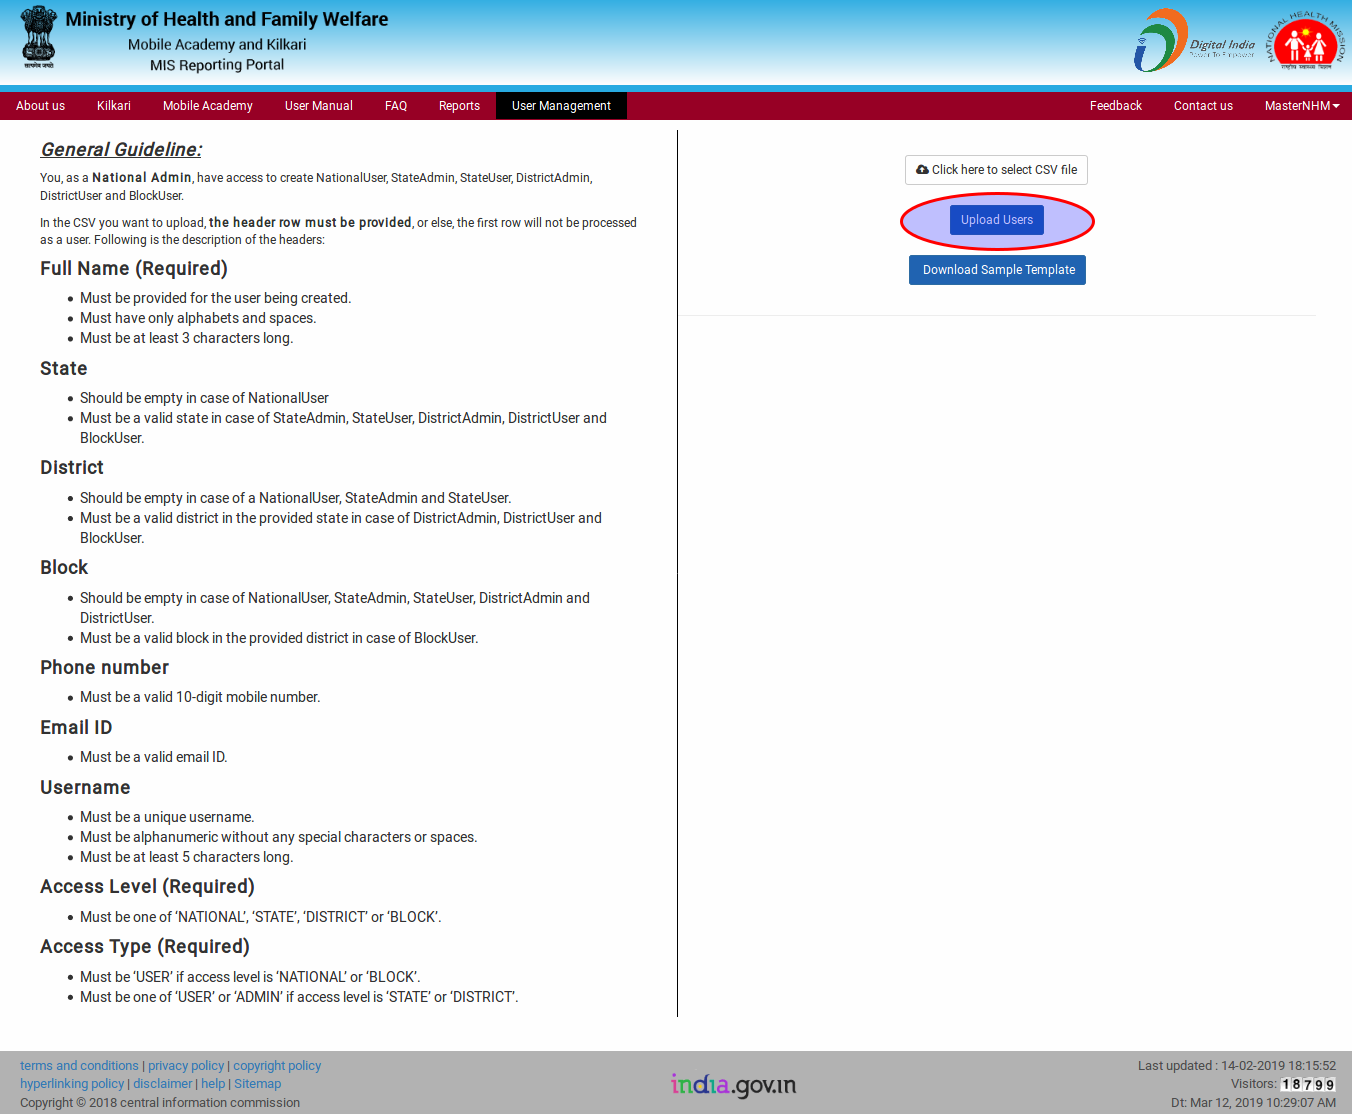 Ministry of Health and Family Welfare
Mobile Academy and Kilkari
MIS Reporting Portal
सत्यमेव जयते
Digital India
Power To Empower
NATIONAL HEALTH MISSION
राष्ट्रीय स्वास्थ्य मिशन
About us Kilkari Mobile Academy User Manual FAQ Reports User Management Feedback Contact us MasterNHM
General Guideline:
You, as a National Admin, have access to create NationalUser, StateAdmin, StateUser, DistrictAdmin,
DistrictUser and BlockUser.
In the CSV you want to upload, the header row must be provided, or else, the first row will not be processed
as a user. Following is the description of the headers:
Full Name (Required)
• Must be provided for the user being created.
• Must have only alphabets and spaces.
• Must be at least 3 characters long.
State
• Should be empty in case of NationalUser
• Must be a valid state in case of StateAdmin, StateUser, DistrictAdmin, DistrictUser and
BlockUser.
District
• Should be empty in case of a NationalUser, StateAdmin and StateUser.
• Must be a valid district in the provided state in case of DistrictAdmin, DistrictUser and
BlockUser.
Block
• Should be empty in case of NationalUser, StateAdmin, StateUser, DistrictAdmin and
DistrictUser.
• Must be a valid block in the provided district in case of BlockUser.
Phone number
• Must be a valid 10-digit mobile number.
Email ID
• Must be a valid email ID.
Username
• Must be a unique username.
• Must be alphanumeric without any special characters or spaces.
• Must be at least 5 characters long.
Access Level (Required)
• Must be one of ‘NATIONAL’, ‘STATE’, ‘DISTRICT’ or ‘BLOCK’.
Access Type (Required)
• Must be ‘USER’ if access level is ‘NATIONAL’ or ‘BLOCK’.
• Must be one of ‘USER’ or ‘ADMIN’ if access level is ‘STATE’ or ‘DISTRICT’.
Click here to select CSV file
Upload Users
Download Sample Template
terms and conditions | privacy policy | copyright policy
hyperlinking policy | disclaimer | help | Sitemap
Copyright © 2018 central information commission
india.gov.in
Last updated : 14-02-2019 18:15:52
Visitors: 18799
Dt: Mar 12, 2019 10:29:07 AM